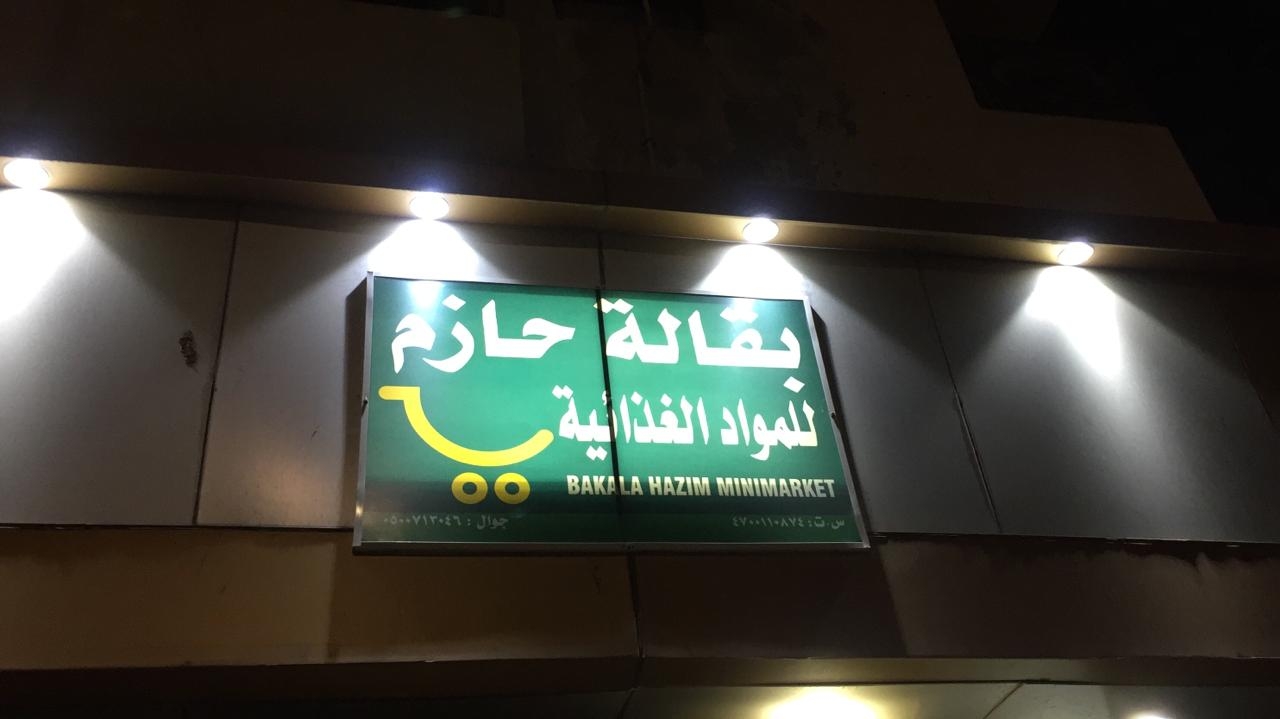 بقالة حازم
للمواد الغذائية
BAKALA HAZIM MINIMARKET
س.ت: ٤٧٠٠١١٠٨٧٤ جوال : ٠٥٠٠٧١٣٠٤٦